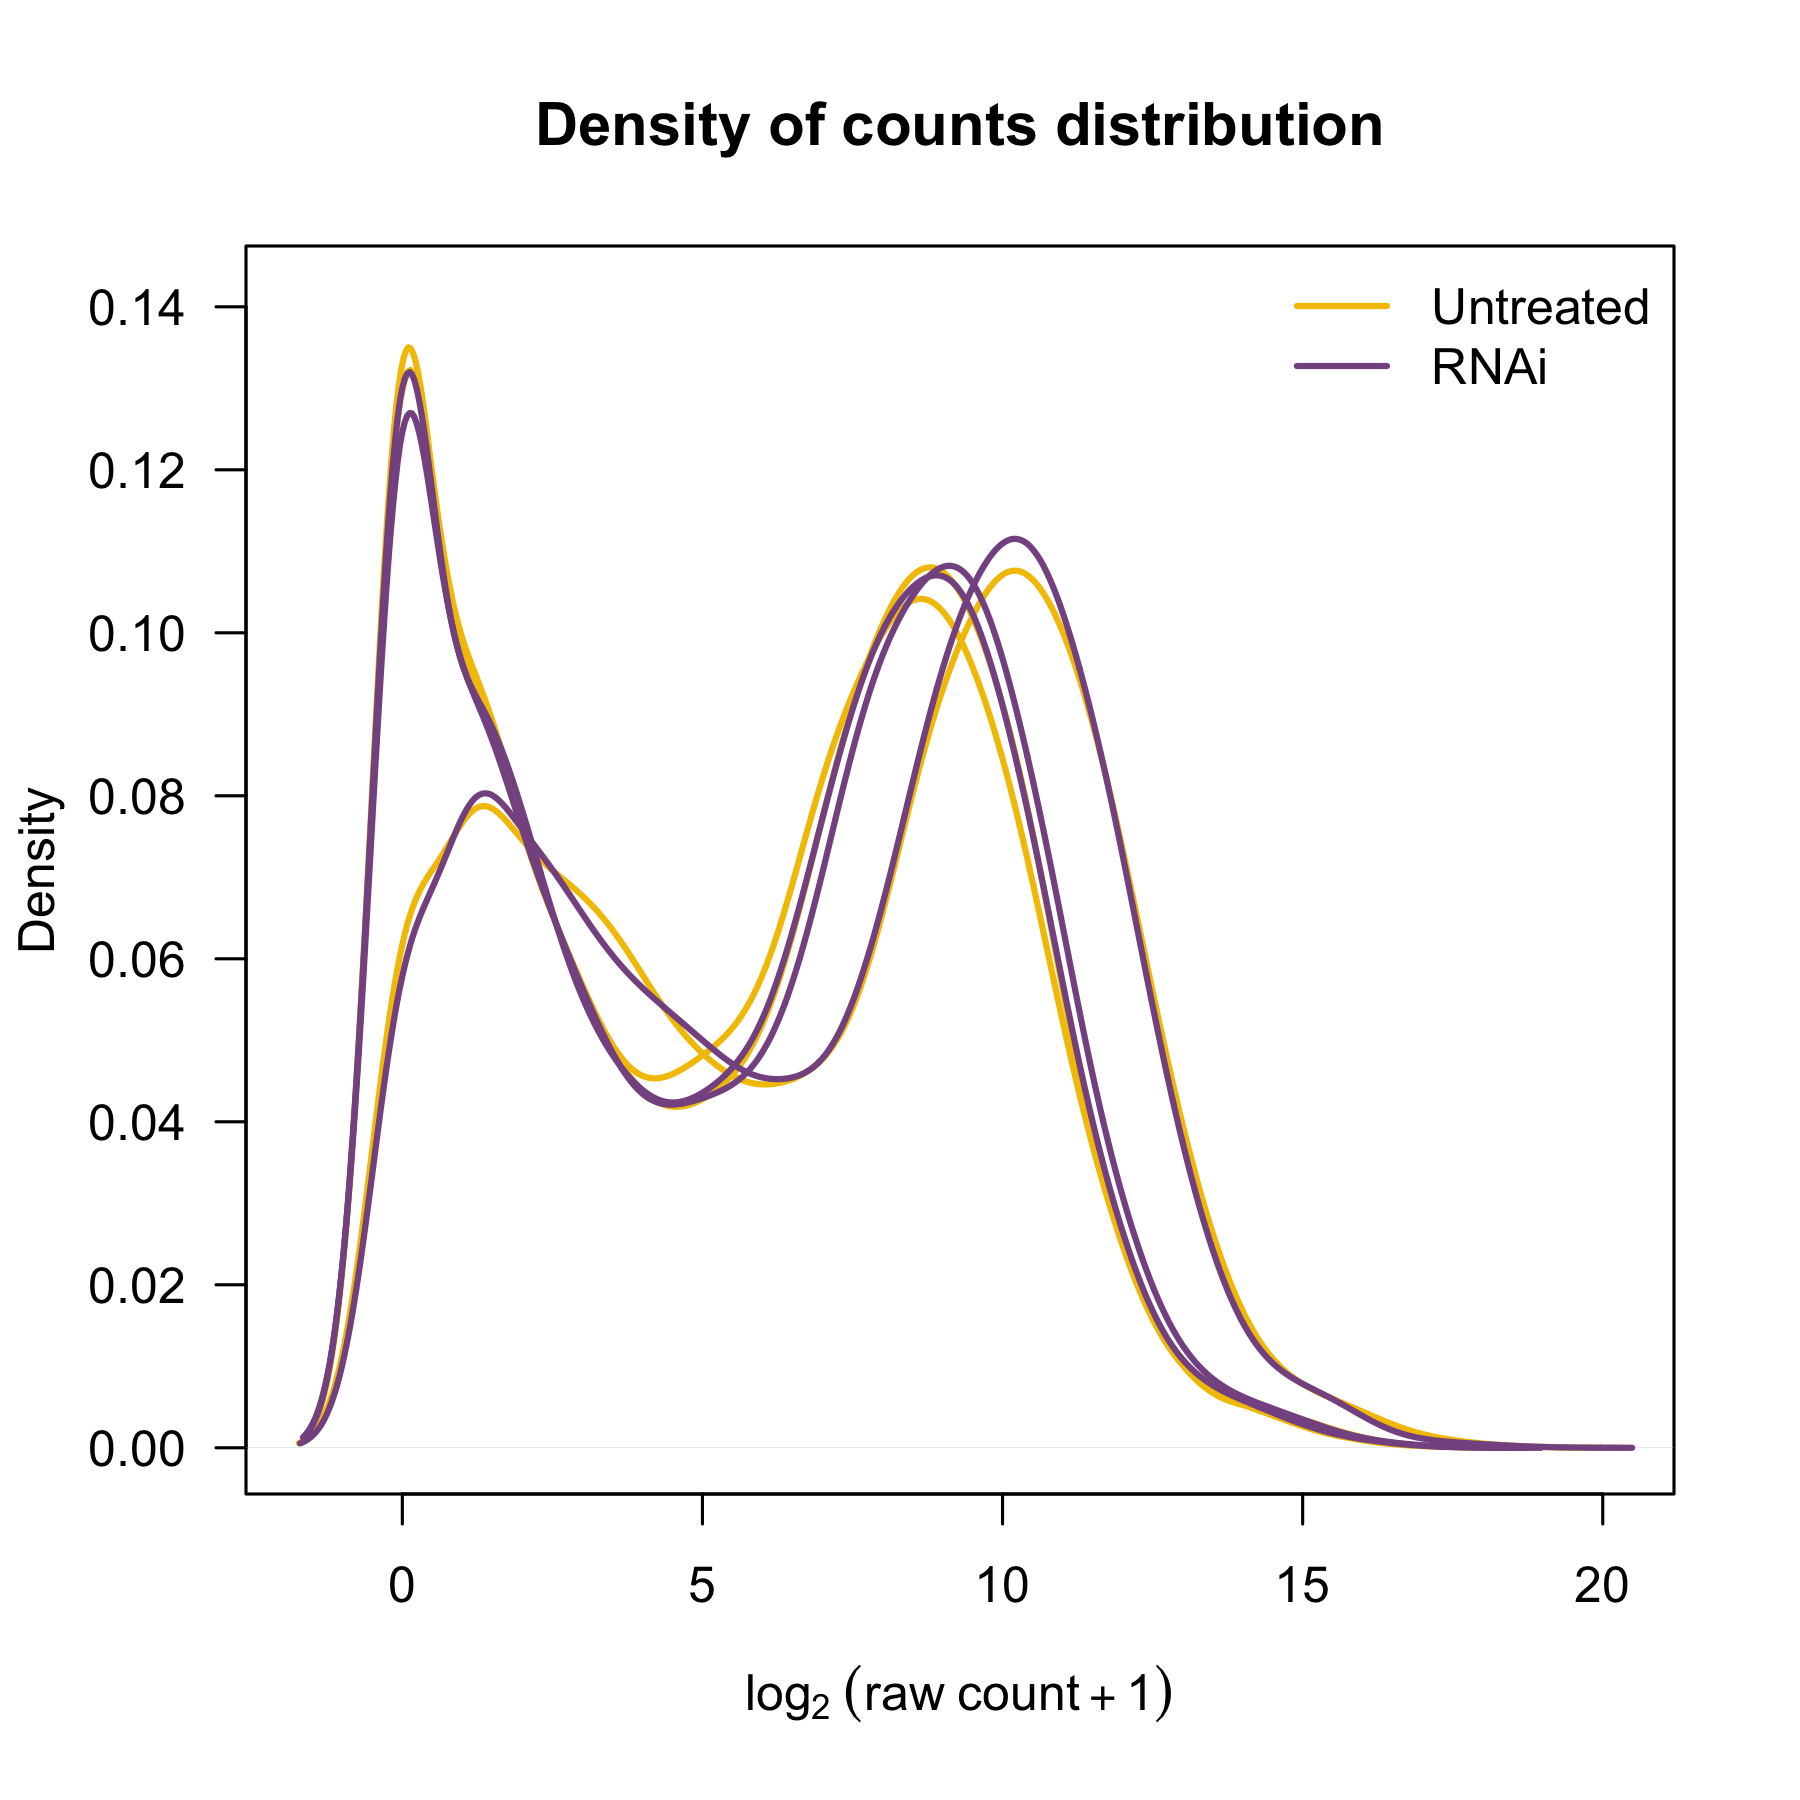 Density of counts distribution
Untreated
RNAi
0.14
0.12
0.10
0.08
0.06
0.04
0.02
0.00
Density
0 5 10 15 20
log₂ (raw count + 1)